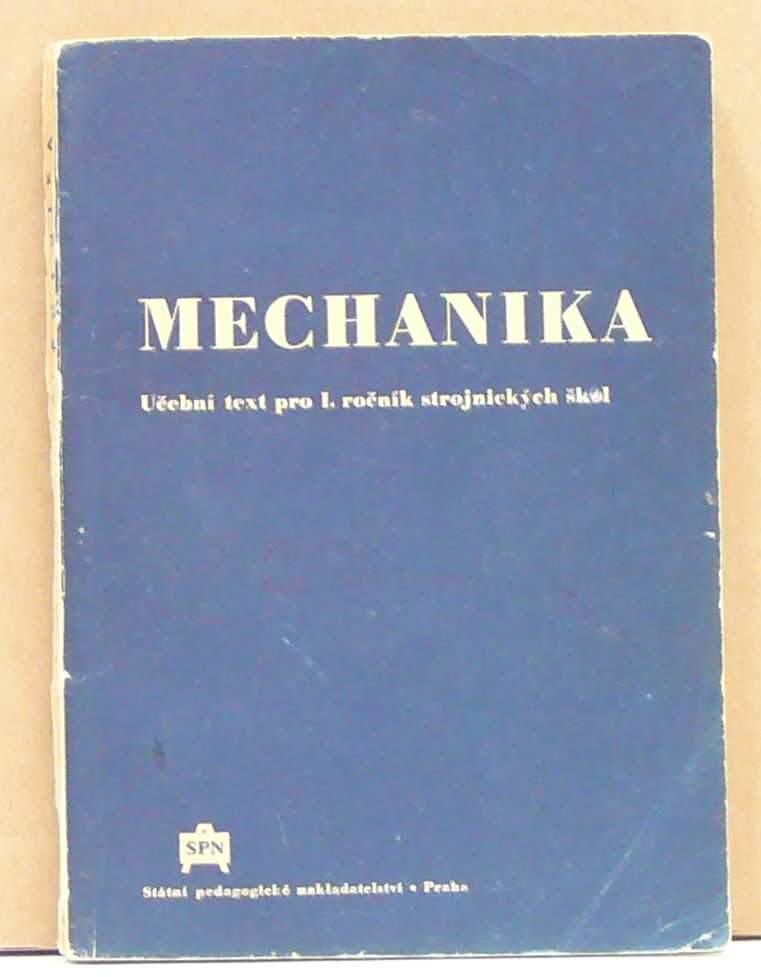 MECHANIKA
Učební text pro I. ročník strojnických škol
SPN
Státní pedagogické nakladatelství • Praha